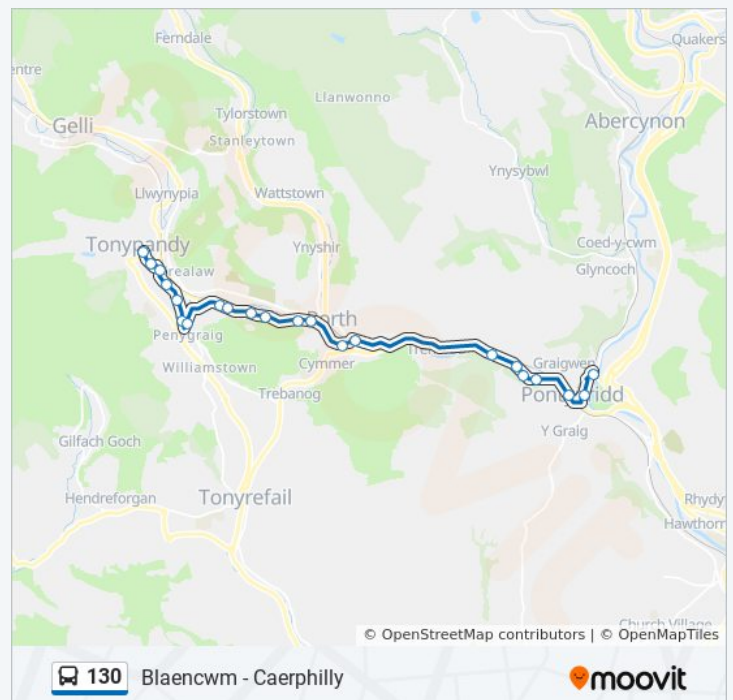 Ferndale
Quakers
entre
Llanwonno
Tylorstown
Abercynon
Gelli
Stanleytown
Ynysybwl
Llwynypia
Wattstown
Tonypandy
Ynyshir
Coed-y-cwm
realaw
Glyncoch
Porth
Penygraig
Tre
Graigwen
Cymmer
Williamstown
Pontypridd
Trebanog
Y Graig
Gilfach Goch
Hendreforgan
Tonyrefail
Rhydy
Hawthorn
Church Village
© OpenStreetMap contributors | © OpenMapTiles
130 Blaencwm - Caerphilly
moovit